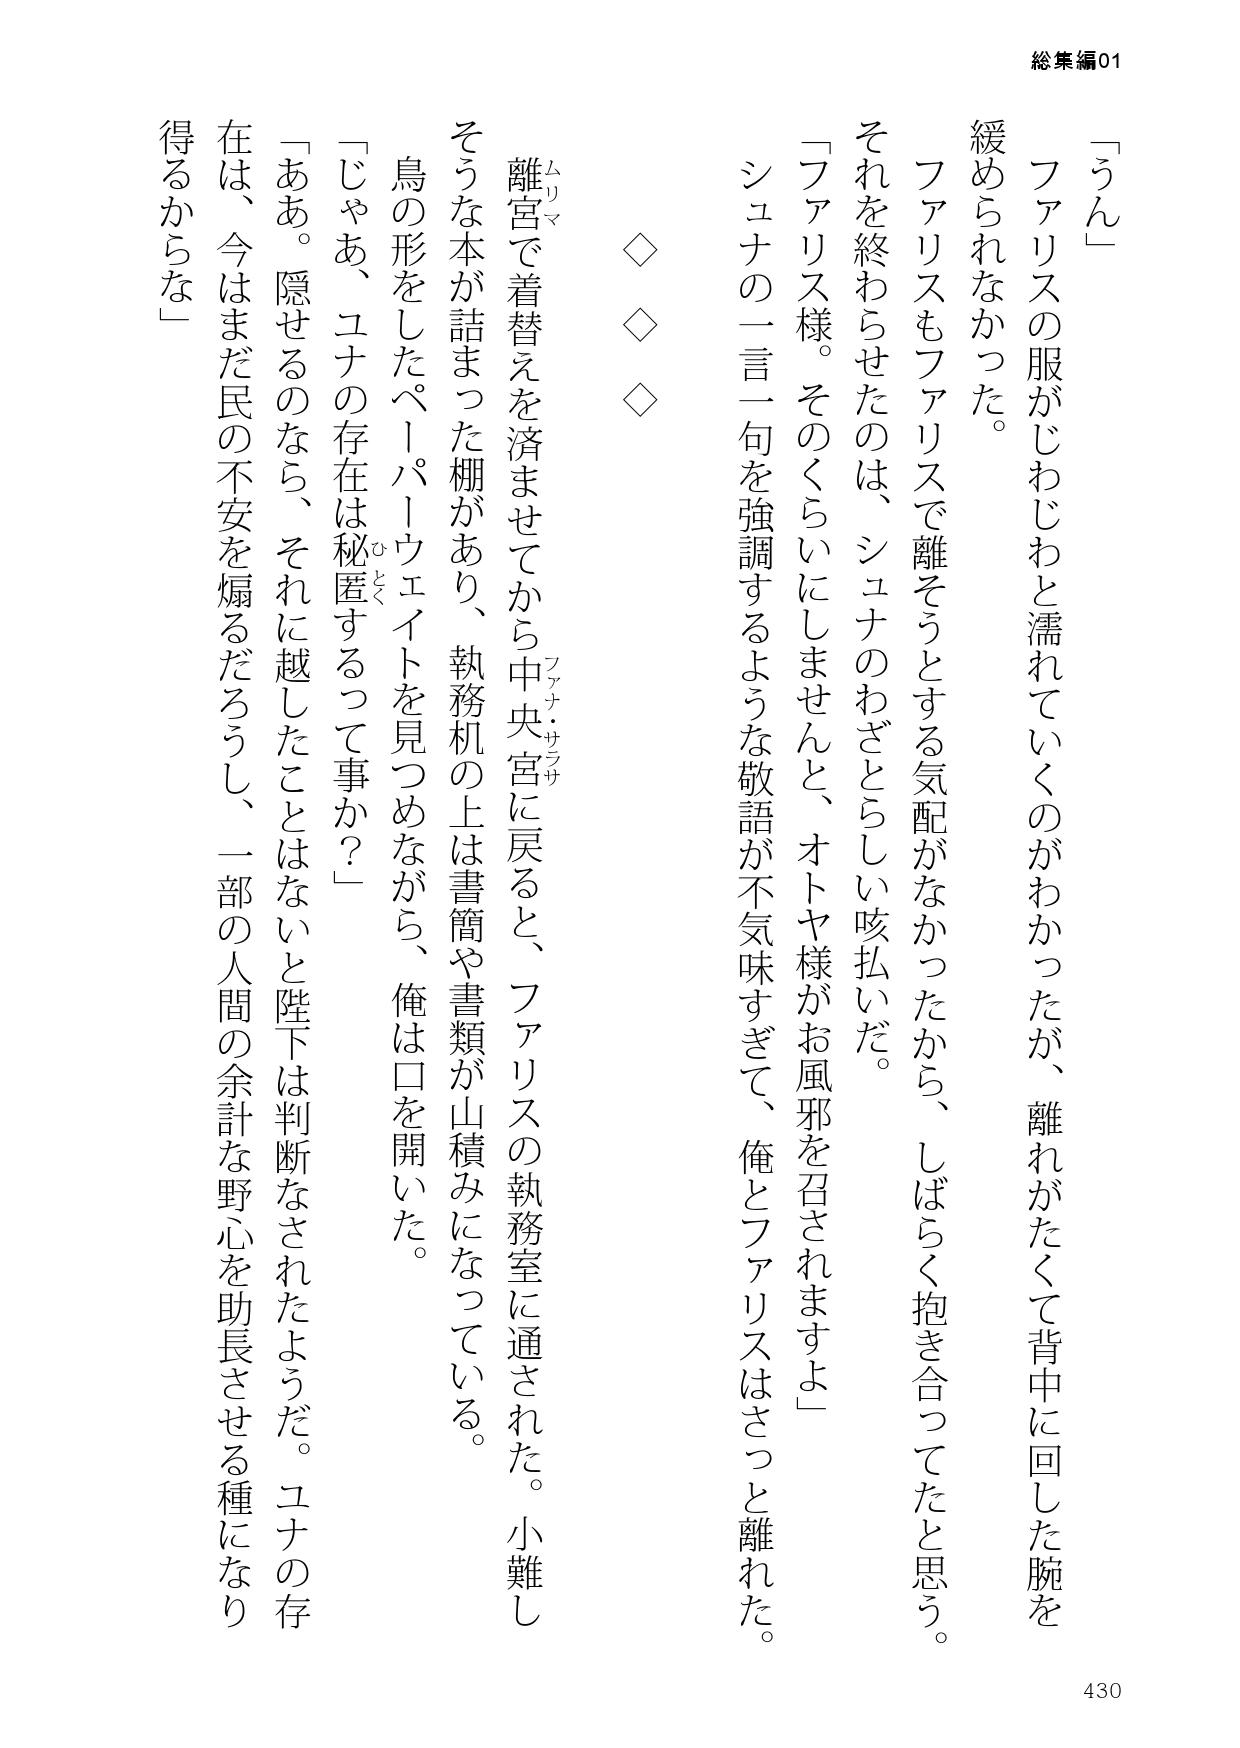 総集編01
「うん」
　ファリスの服がじわじわと濡れていくのがわかったが、離れがたくて背中に回した腕を
緩められなかった。
　ファリスもファリスで離そうとする気配がなかったから、しばらく抱き合ってたと思う。
それを終わらせたのは、シュナのわざとらしい咳払いだ。
「ファリス様。そのくらいにしませんと、オトヤ様がお風邪を召されますよ」
　シュナの一言一句を強調するような敬語が不気味すぎて、俺とファリスはさっと離れた。
◇　◇　◇
　離宮ムリマで着替えを済ませてから中央宮ファナ・サラサに戻ると、ファリスの執務室に通された。小難し
そうな本が詰まった棚があり、執務机の上は書簡や書類が山積みになっている。
　鳥の形をしたペーパーウェイトを見つめながら、俺は口を開いた。
「じゃあ、ユナの存在は秘匿ひとくするって事か？」
「ああ。隠せるのなら、それに越したことはないと陛下は判断なされたようだ。ユナの存
在は、今はまだ民の不安を煽るだろうし、一部の人間の余計な野心を助長させる種になり
得るからな」
430